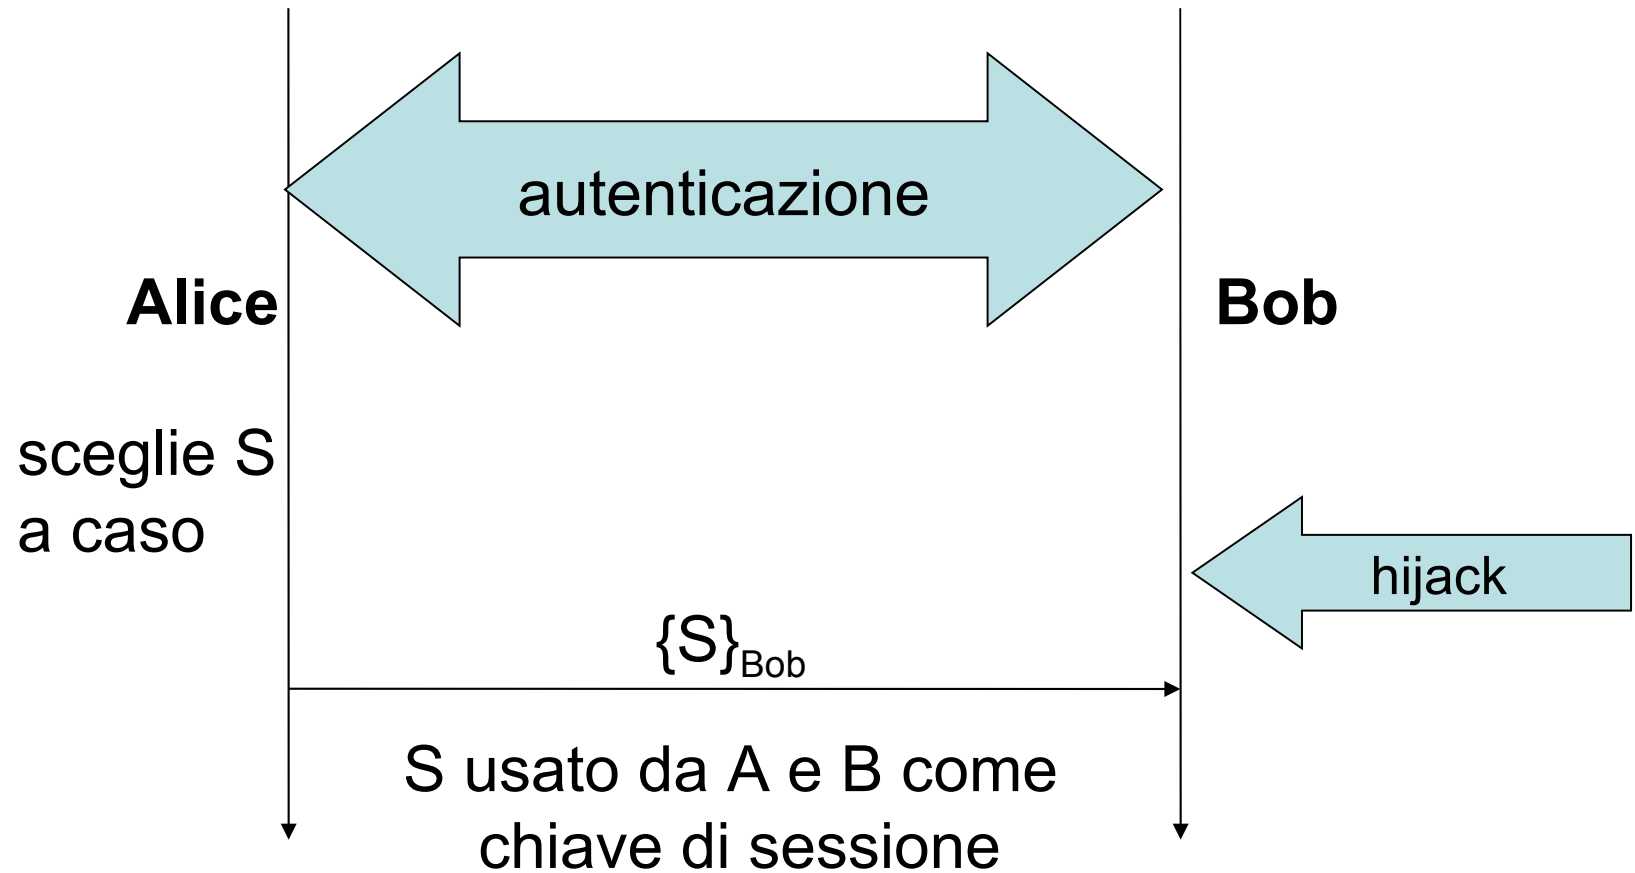 autenticazione
Alice
Bob
sceglie S
a caso
hijack
{S}Bob
S usato da A e B come
chiave di sessione